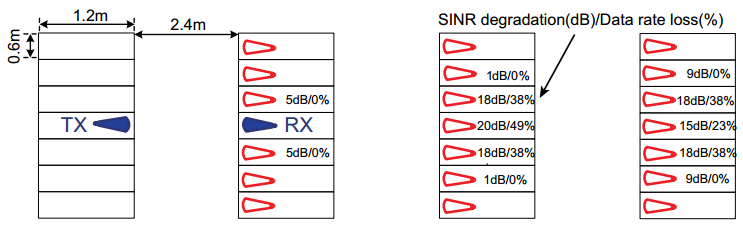 1.2m
2.4m
SINR degradation(dB)/Data rate loss(%)
0.6m
1dB/0%
9dB/0%
5dB/0%
18dB/38%
18dB/38%
TX
RX
20dB/49%
15dB/23%
5dB/0%
18dB/38%
18dB/38%
1dB/0%
9dB/0%